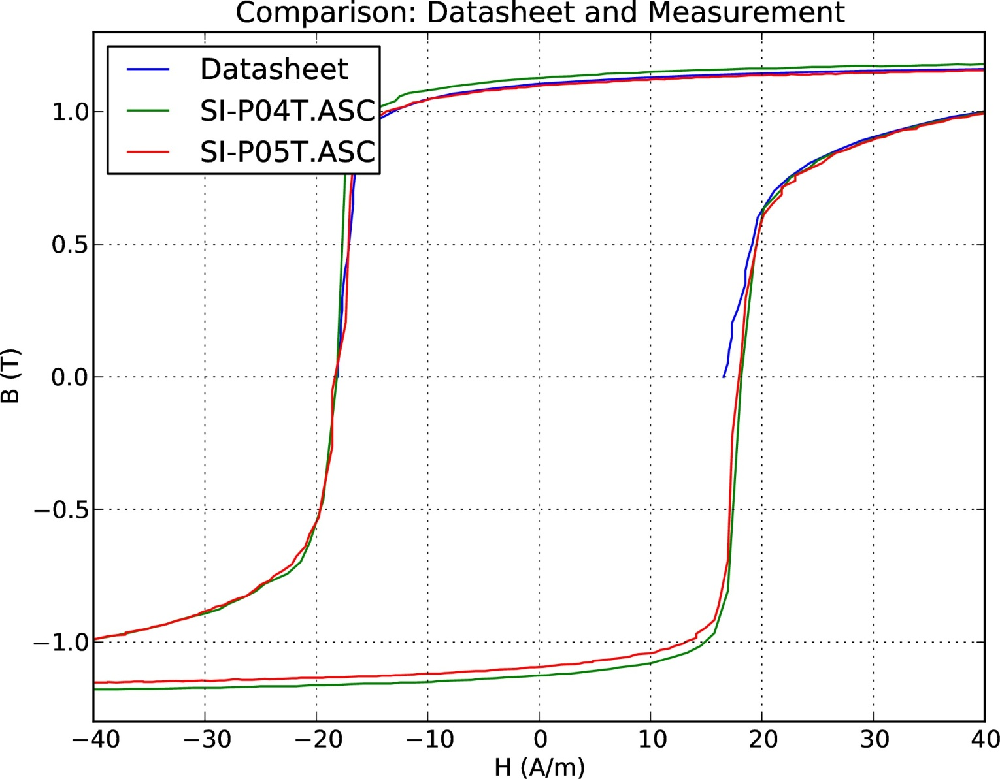 Comparison: Datasheet and Measurement
Datasheet
SI-P04T.ASC
SI-P05T.ASC
1.0
0.5
0.0
−0.5
−1.0
B (T)
−40 −30 −20 −10 0 10 20 30 40
H (A/m)